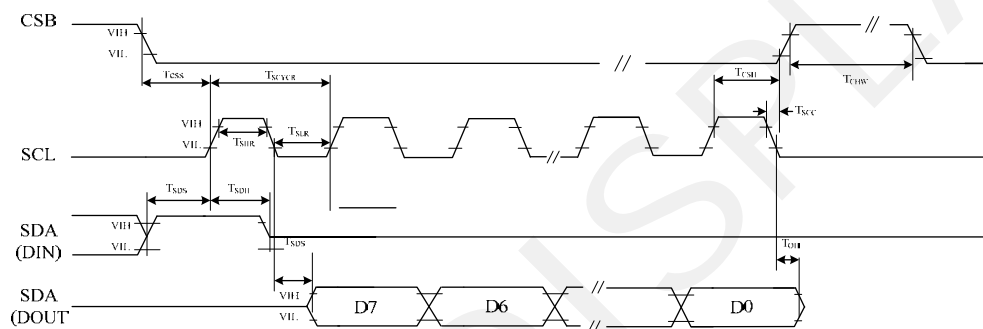 CSB
VIH
VIL
//
//
TCSS
TSCYCR
TCSH
TCHW
TSCC
SCL
VIH
VIL
TSHR
TSLR
//
TSDS
TSDH
SDA
(DIN)
VIH
VIL
TSDS
TOH
SDA
(DOUT
VIH
VIL
D7
D6
//
//
D0
DISPLA